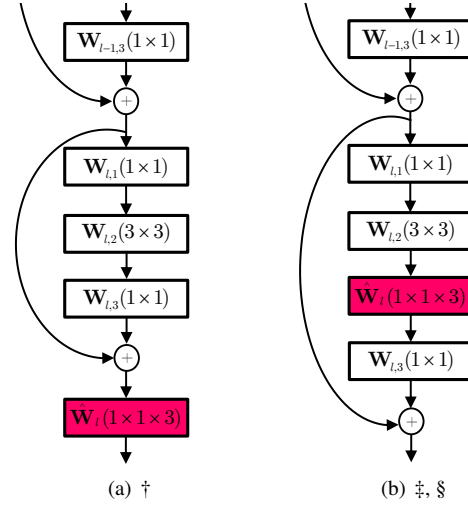 W_{l−1,3}(1×1)
+
W_{l,1}(1×1)
W_{l,2}(3×3)
W_{l,3}(1×1)
+
Ŵ_l(1×1×3)
(a) †
W_{l−1,3}(1×1)
+
W_{l,1}(1×1)
W_{l,2}(3×3)
Ŵ_l(1×1×3)
W_{l,3}(1×1)
+
(b) ‡, §